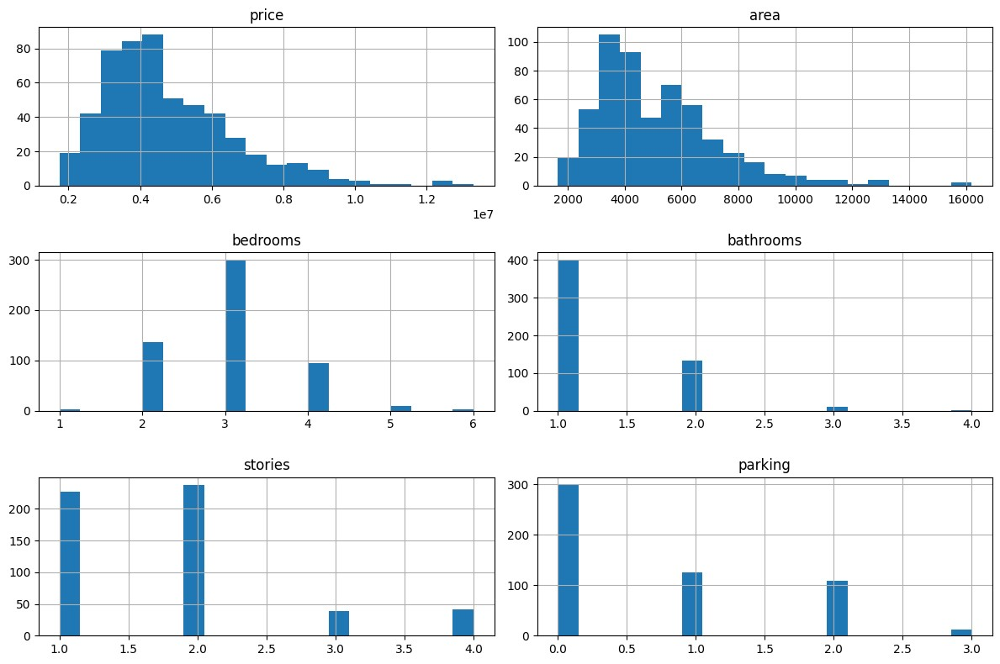 price
80
60
40
20
0
0.2 0.4 0.6 0.8 1.0 1.2
1e7
area
100
80
60
40
20
0
2000 4000 6000 8000 10000 12000 14000 16000
bedrooms
300
200
100
0
1 2 3 4 5 6
bathrooms
400
300
200
100
0
1.0 1.5 2.0 2.5 3.0 3.5 4.0
stories
200
150
100
50
0
1.0 1.5 2.0 2.5 3.0 3.5 4.0
parking
300
200
100
0
0.0 0.5 1.0 1.5 2.0 2.5 3.0